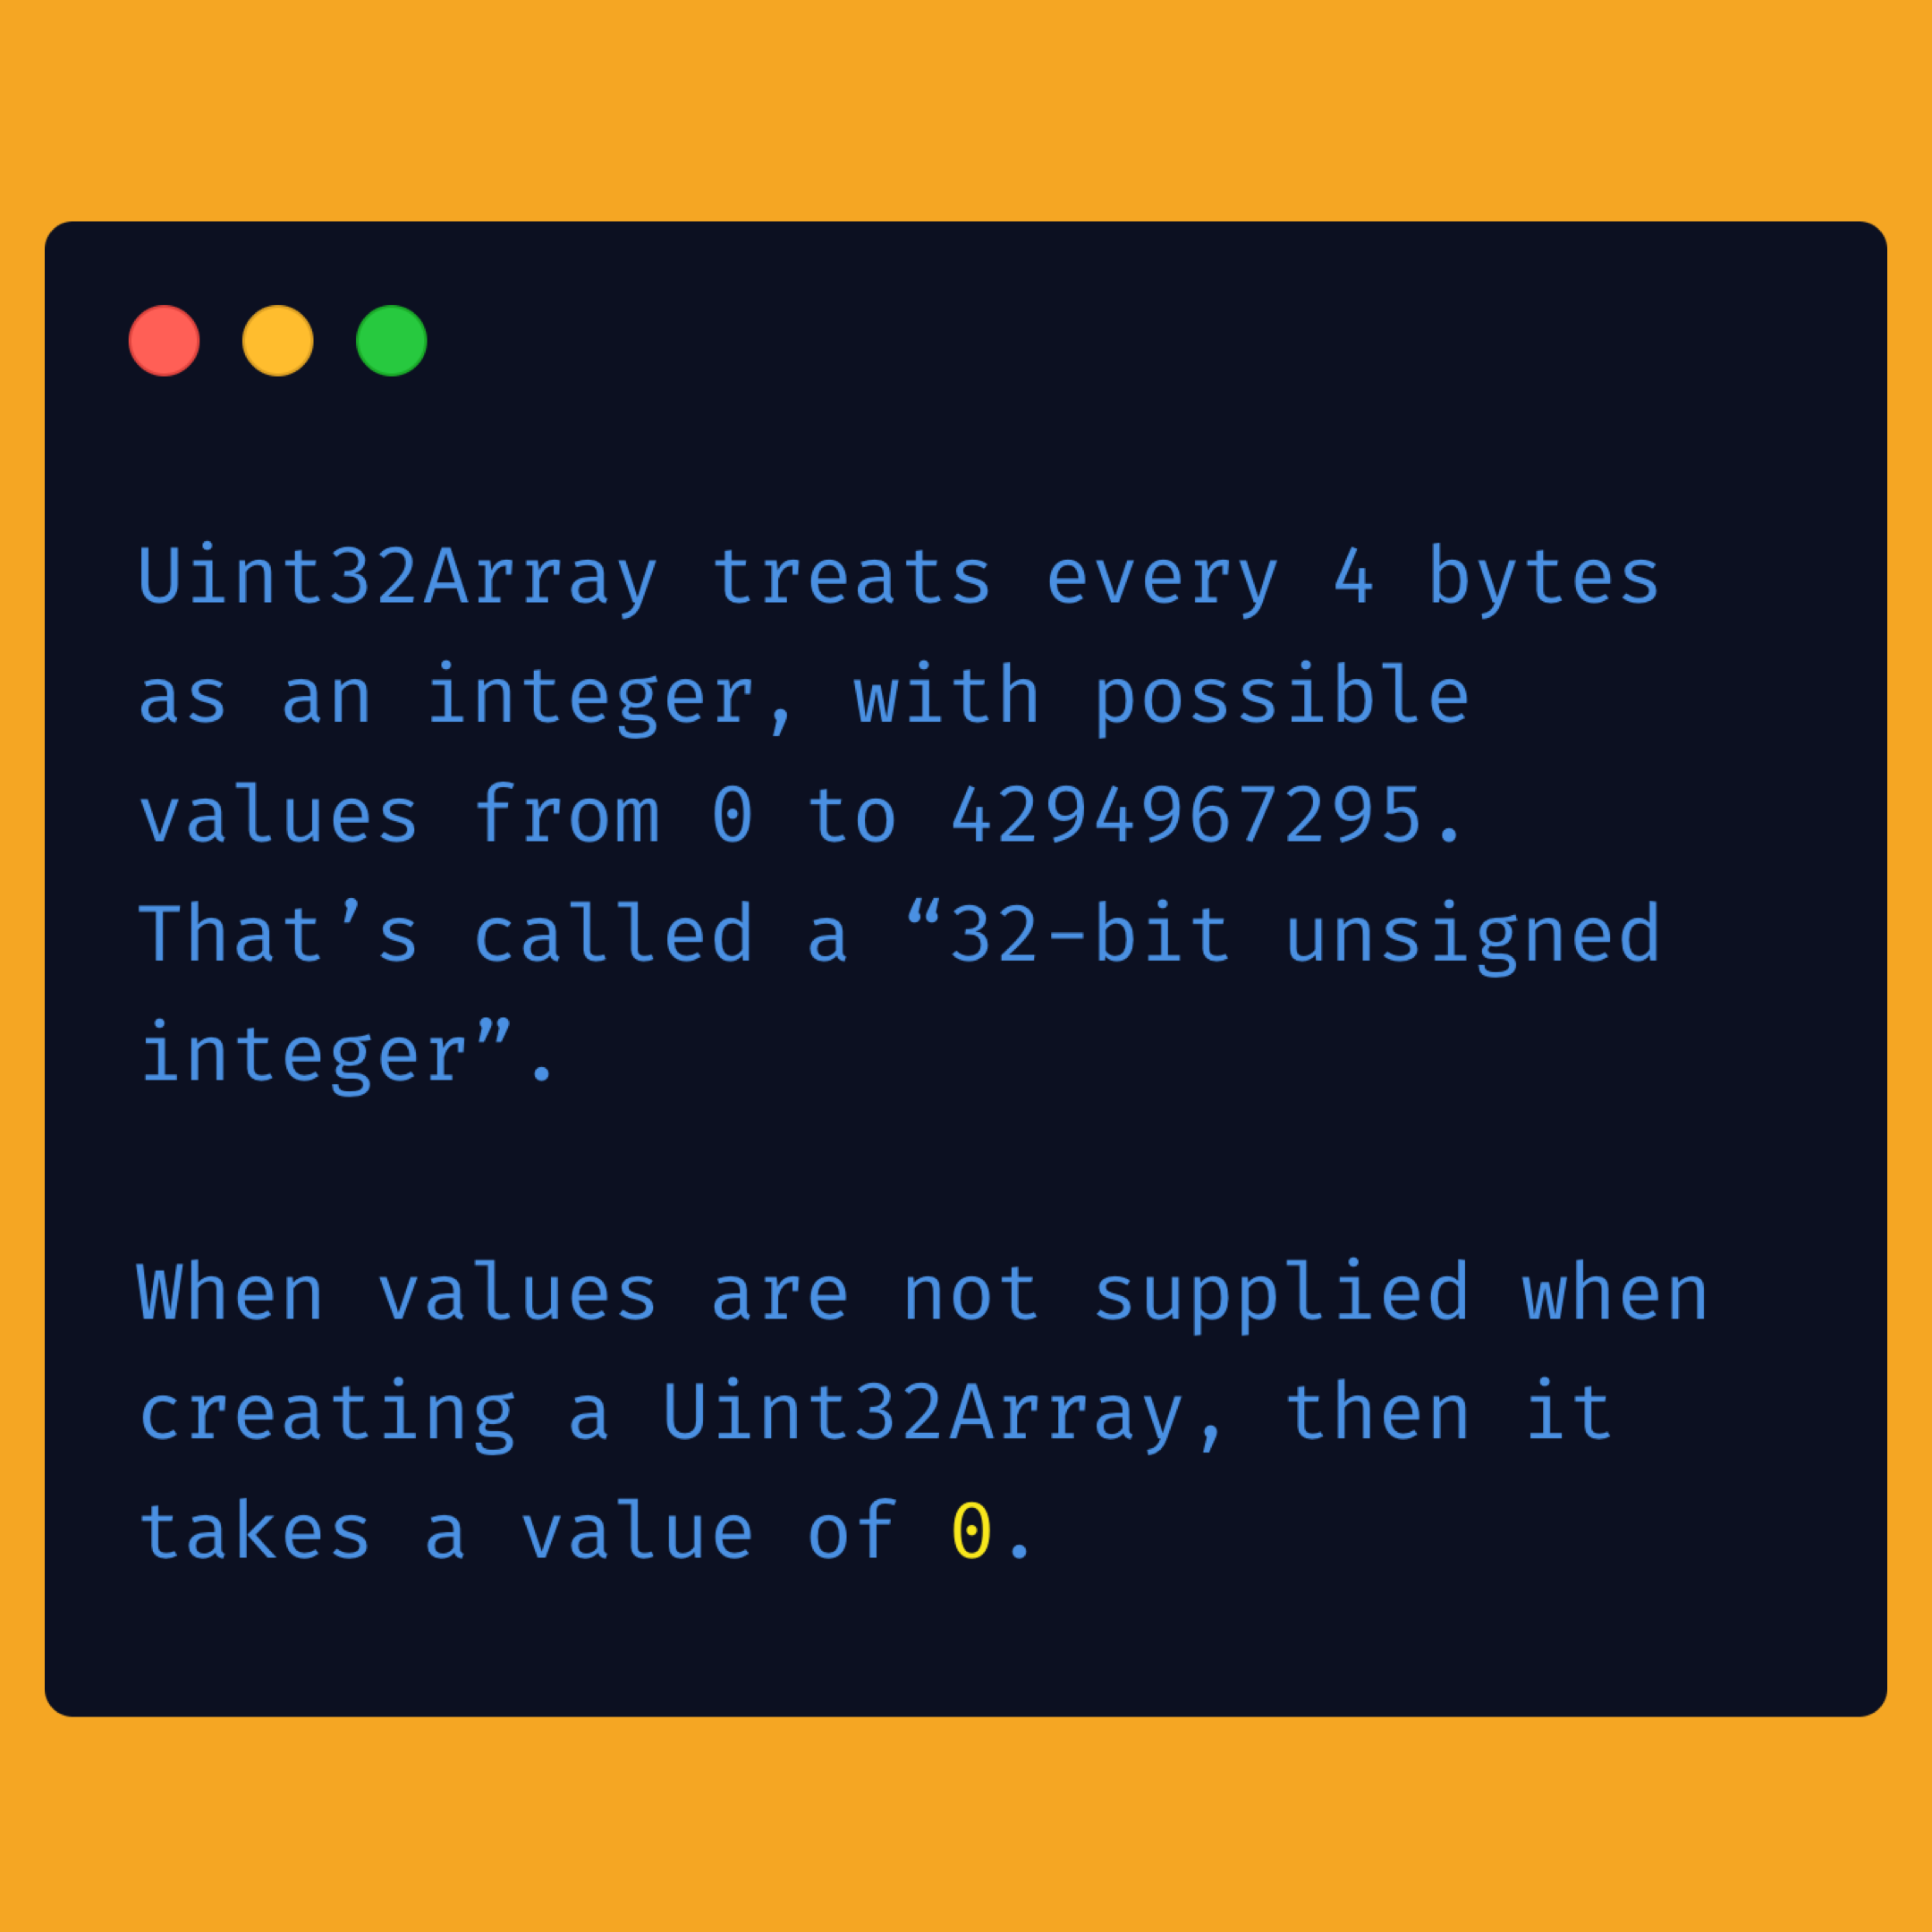 Uint32Array treats every 4 bytes
as an integer, with possible
values from 0 to 4294967295.
That’s called a “32-bit unsigned
integer”.
When values are not supplied when
creating a Uint32Array, then it
takes a value of 0.